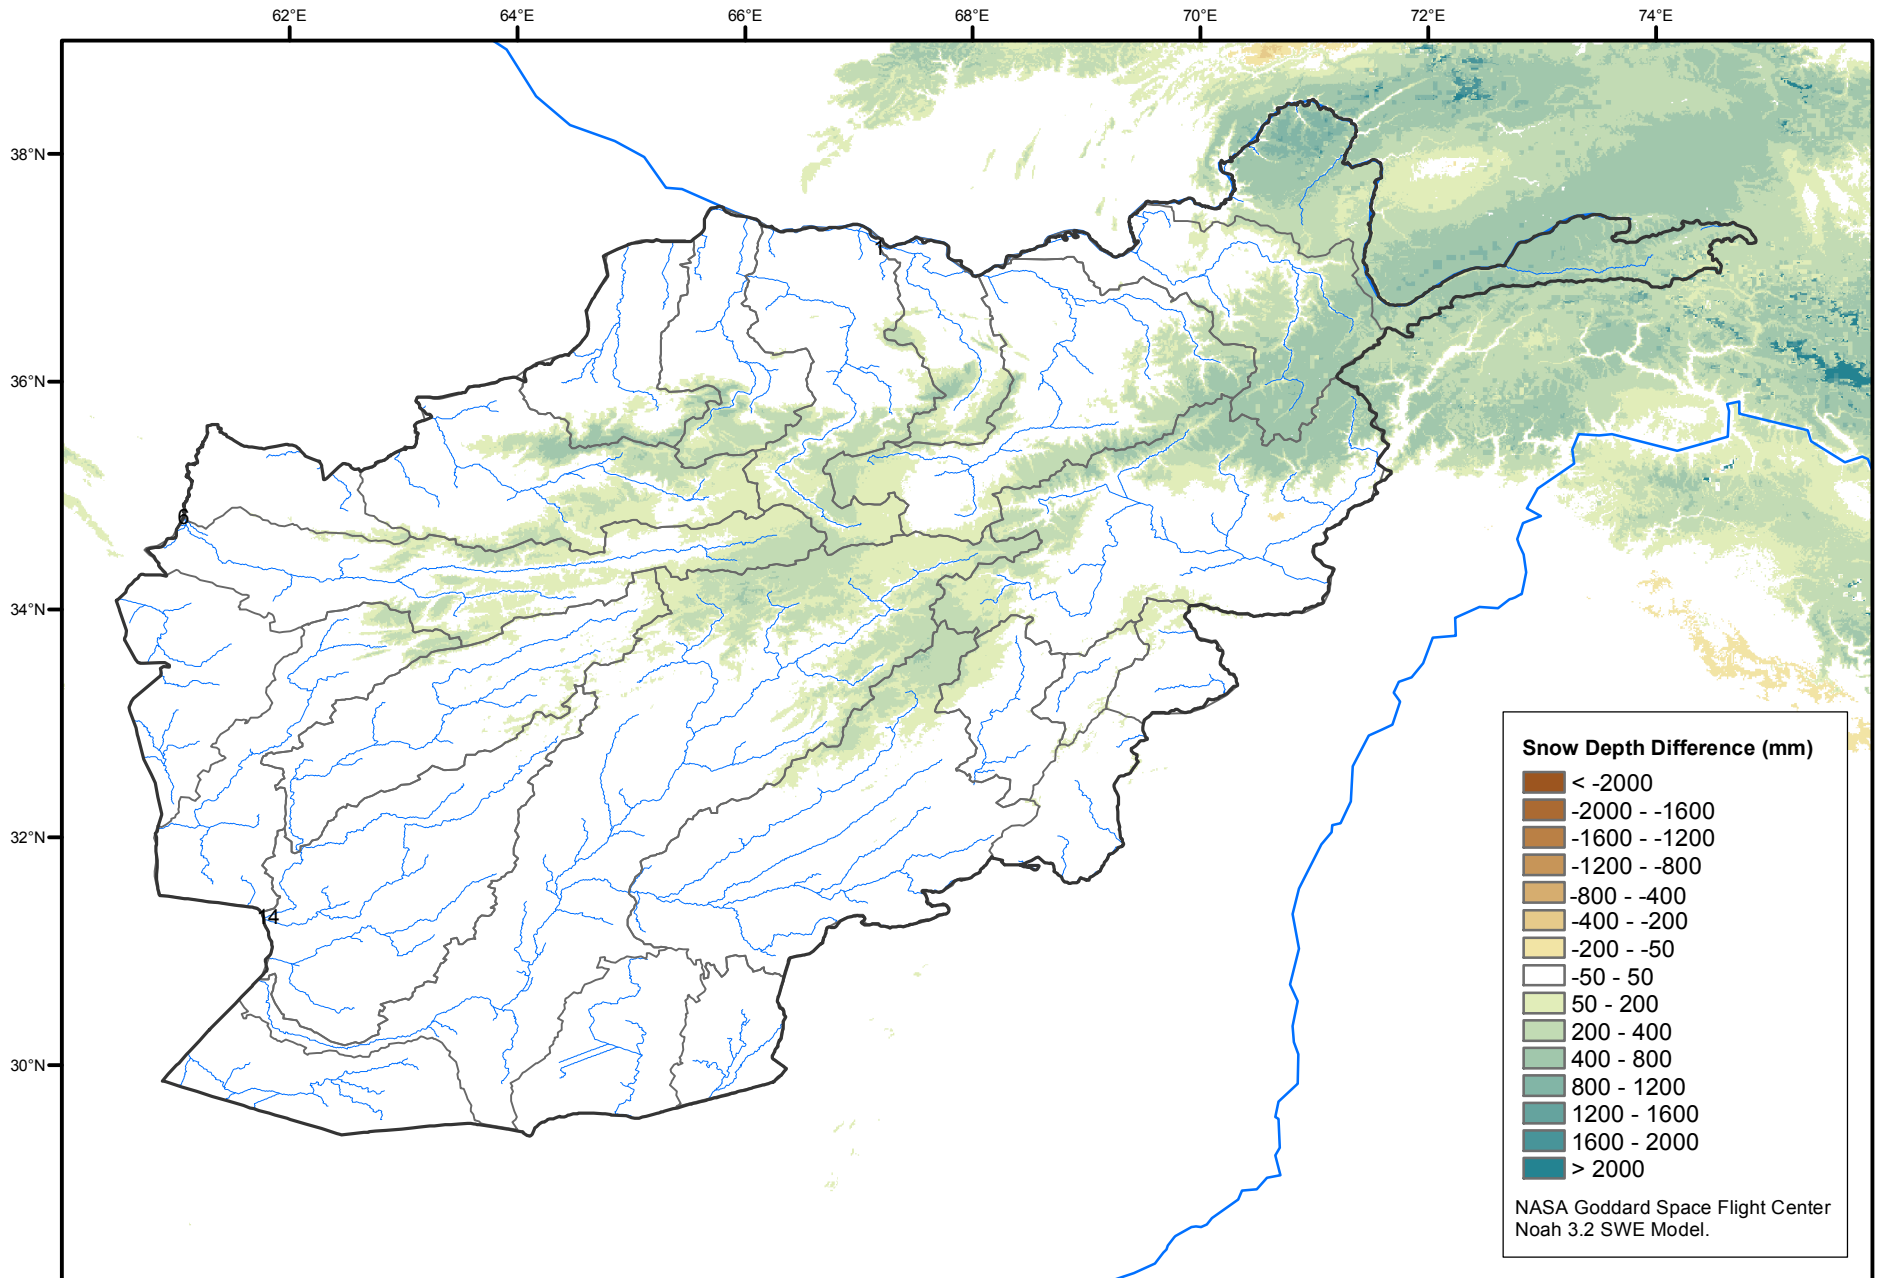 62°E
64°E
66°E
68°E
70°E
72°E
74°E
38°N
36°N
34°N
32°N
30°N
1
6
14
Snow Depth Difference (mm)
< -2000
-2000 - -1600
-1600 - -1200
-1200 - -800
-800 - -400
-400 - -200
-200 - -50
-50 - 50
50 - 200
200 - 400
400 - 800
800 - 1200
1200 - 1600
1600 - 2000
> 2000
NASA Goddard Space Flight Center
Noah 3.2 SWE Model.